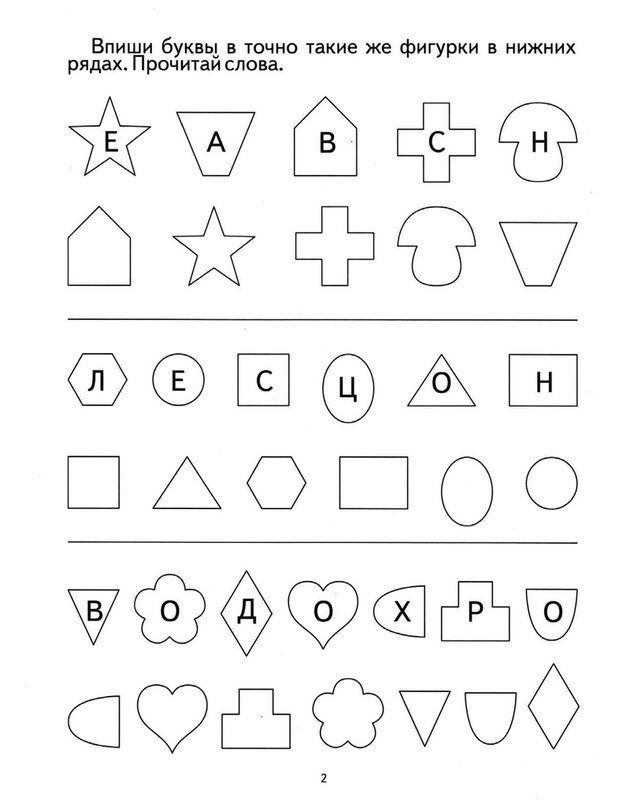 Впиши буквы в точно такие же фигурки в нижних
рядах. Прочитай слова.
Е А В С Н
Л Е С Ц О Н
В О Д О Х Р О
2